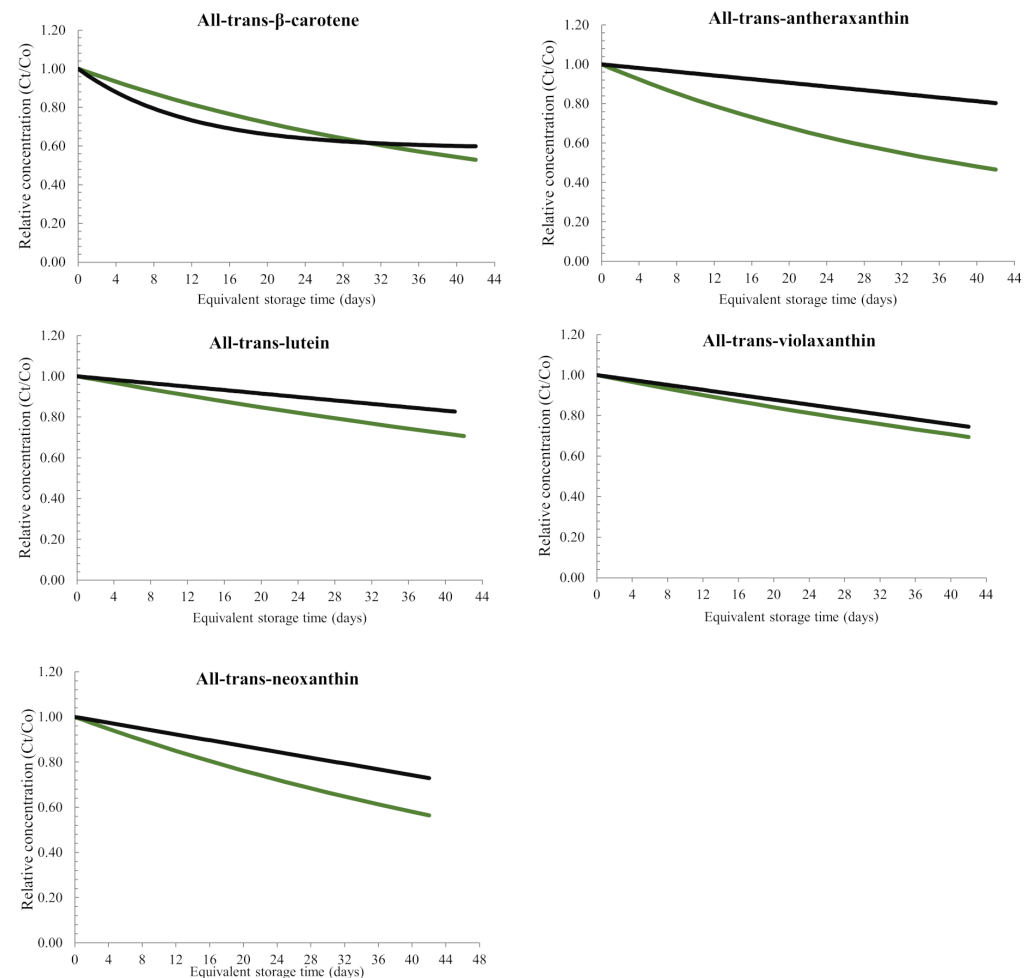 All-trans-β-carotene
Relative concentration (Ct/Co)
1.20
1.00
0.80
0.60
0.40
0.20
0.00
0 4 8 12 16 20 24 28 32 36 40 44
Equivalent storage time (days)
All-trans-antheraxanthin
Relative concentration (Ct/Co)
1.20
1.00
0.80
0.60
0.40
0.20
0.00
0 4 8 12 16 20 24 28 32 36 40 44
Equivalent storage time (days)
All-trans-lutein
Relative concentration (Ct/Co)
1.20
1.00
0.80
0.60
0.40
0.20
0.00
0 4 8 12 16 20 24 28 32 36 40 44
Equivalent storage time (days)
All-trans-violaxanthin
Relative concentration (Ct/Co)
1.20
1.00
0.80
0.60
0.40
0.20
0.00
0 4 8 12 16 20 24 28 32 36 40 44
Equivalent storage time (days)
All-trans-neoxanthin
Relative concentration (Ct/Co)
1.20
1.00
0.80
0.60
0.40
0.20
0.00
0 4 8 12 16 20 24 28 32 36 40 44 48
Equivalent storage time (days)